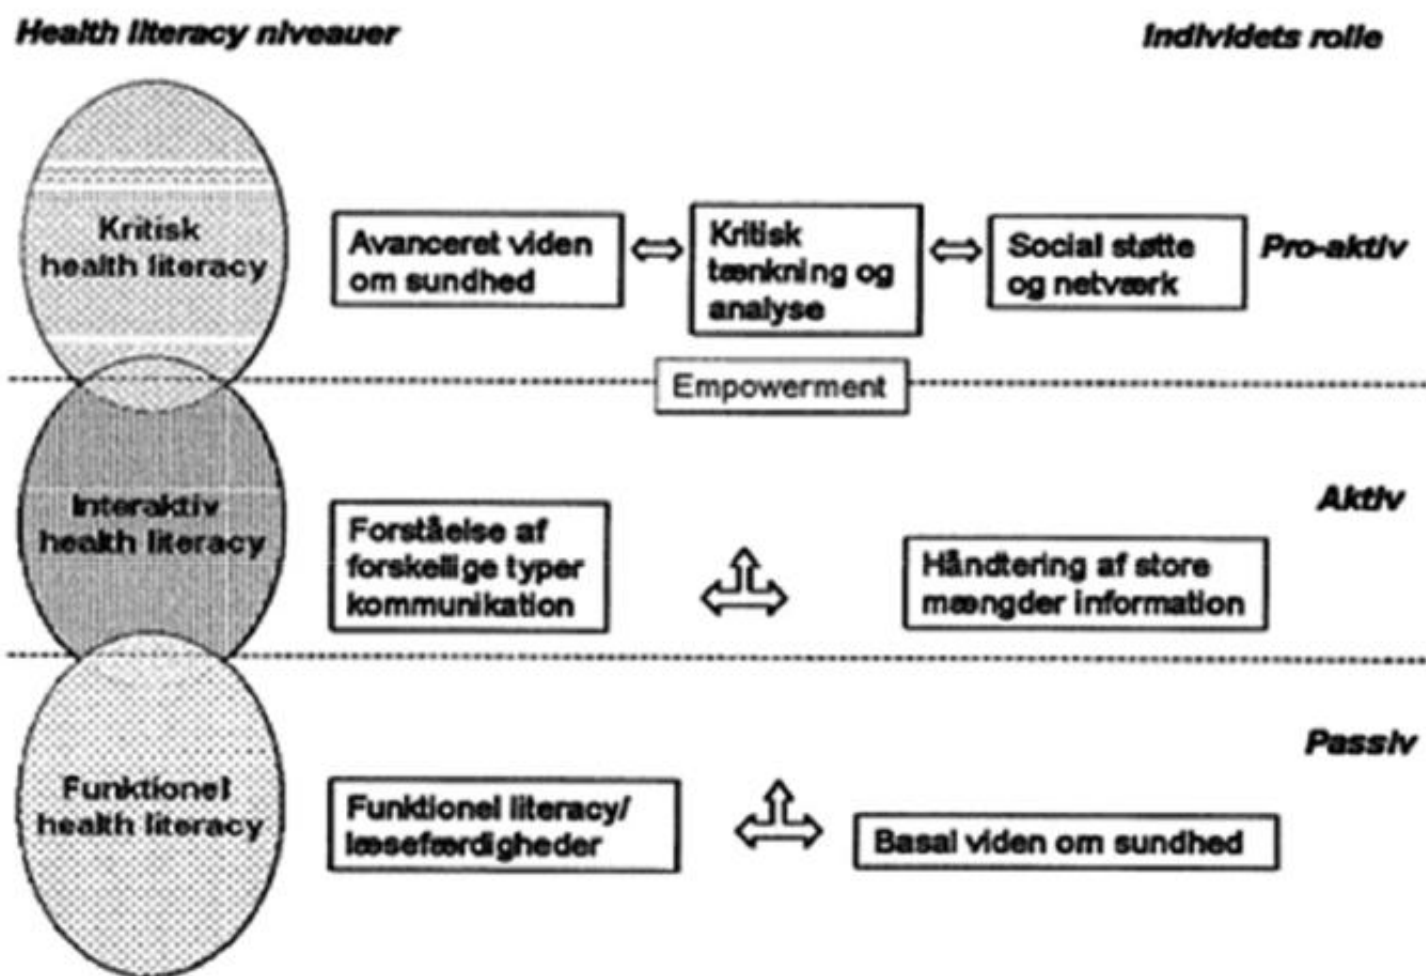 Health literacy niveauer
Individets rolle
Kritisk
health literacy
Avanceret viden
om sundhed
Kritisk
tænkning og
analyse
Social støtte
og netværk
Pro-aktiv
Empowerment
Interaktiv
health literacy
Forståelse af
forskellige typer
kommunikation
Håndtering af store
mængder information
Aktiv
Funktionel
health literacy
Funktionel literacy/
læsefærdigheder
Basal viden om sundhed
Passiv